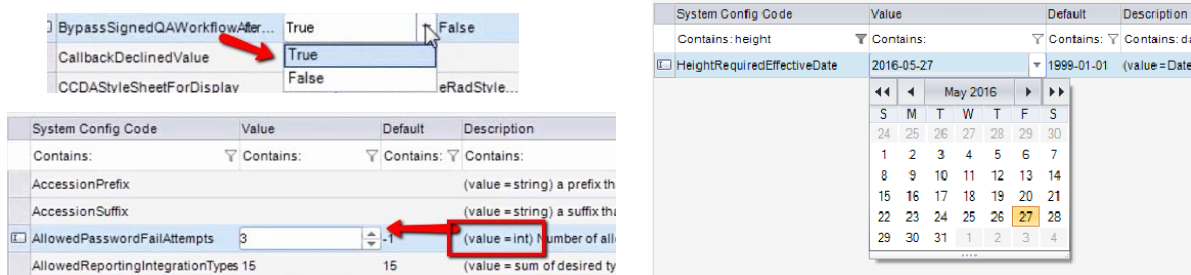 BypassSignedQAWorkflowAfter... True False
True
CallbackDeclinedValue
False
CCDAStyleSheetForDisplay eRadStyle...
System Config Code Value Default Description
Contains: Contains: Contains: Contains:
AccessionPrefix (value = string) a prefix th
AccessionSuffix (value = string) a suffix tha
AllowedPasswordFailAttempts 3 -1 (value = int) Number of all
AllowedReportingIntegrationTypes 15 15 (value = sum of desired ty
System Config Code Value Default Description
Contains: height Contains: Contains: Contains: da
HeightRequiredEffectiveDate 2016-05-27 1999-01-01 (value = Date
May 2016
S M T W T F S
24 25 26 27 28 29 30
1 2 3 4 5 6 7
8 9 10 11 12 13 14
15 16 17 18 19 20 21
22 23 24 25 26 27 28
29 30 31 1 2 3 4